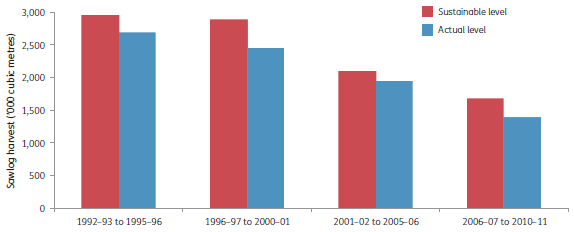 Sustainable level
Actual level
Sawlog harvest ('000 cubic metres)
3,000
2,500
2,000
1,500
1,000
500
0
1992–93 to 1995–96
1996–97 to 2000–01
2001–02 to 2005–06
2006–07 to 2010–11